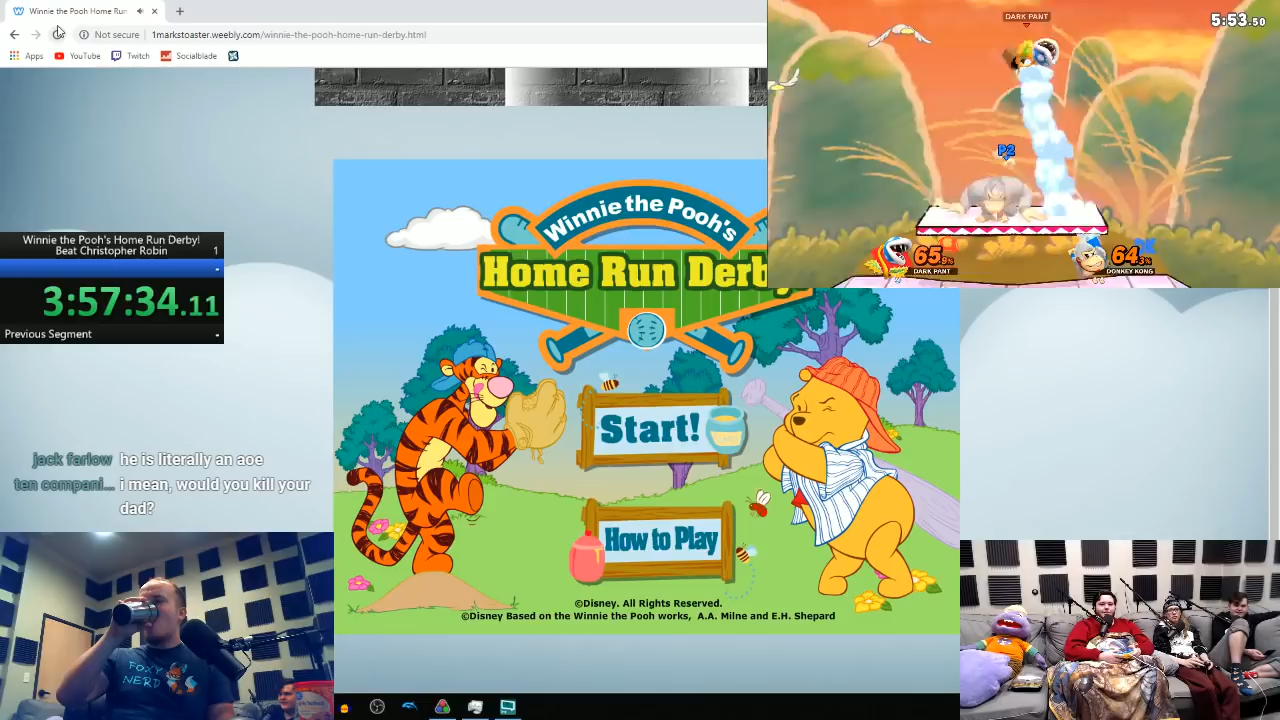 Winnie the Pooh Home Run
Not secure
1markstoaster.weebly.com/winnie-the-pooh-home-run-derby.html
Apps
YouTube
Twitch
Socialblade
DARK PANT
5:53.50
P2
65.9%
DARK PANT
64.3%
DONKEY KONG
Winnie the Pooh's Home Run Derby!
Beat Christopher Robin 1
-
3:57:34.11
Previous Segment -
Winnie the Pooh's
Home Run Derby
Start!
How to Play
©Disney. All Rights Reserved.
©Disney Based on the Winnie the Pooh works, A.A. Milne and E.H. Shepard
jack farlow he is literally an aoe
ten compani... i mean, would you kill your
dad?
FOXY
NERD